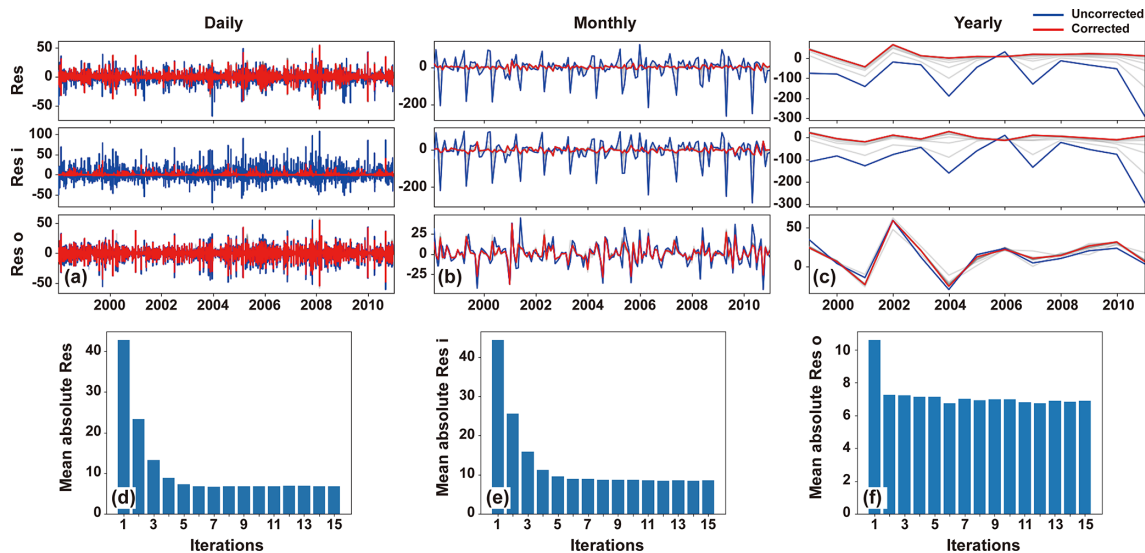 Daily
Monthly
Yearly
Uncorrected
Corrected
Res
50
0
-50
0
-200
0
-100
-200
-300
Res i
100
50
0
-50
0
-200
0
-100
-200
-300
Res o
50
0
-50
25
0
-25
50
0
(a)
(b)
(c)
2000 2002 2004 2006 2008 2010
2000 2002 2004 2006 2008 2010
2000 2002 2004 2006 2008 2010
Mean absolute Res
40
30
20
10
0
(d)
1 3 5 7 9 11 13 15
Iterations
Mean absolute Res i
40
30
20
10
0
(e)
1 3 5 7 9 11 13 15
Iterations
Mean absolute Res o
10
8
6
4
2
0
(f)
1 3 5 7 9 11 13 15
Iterations